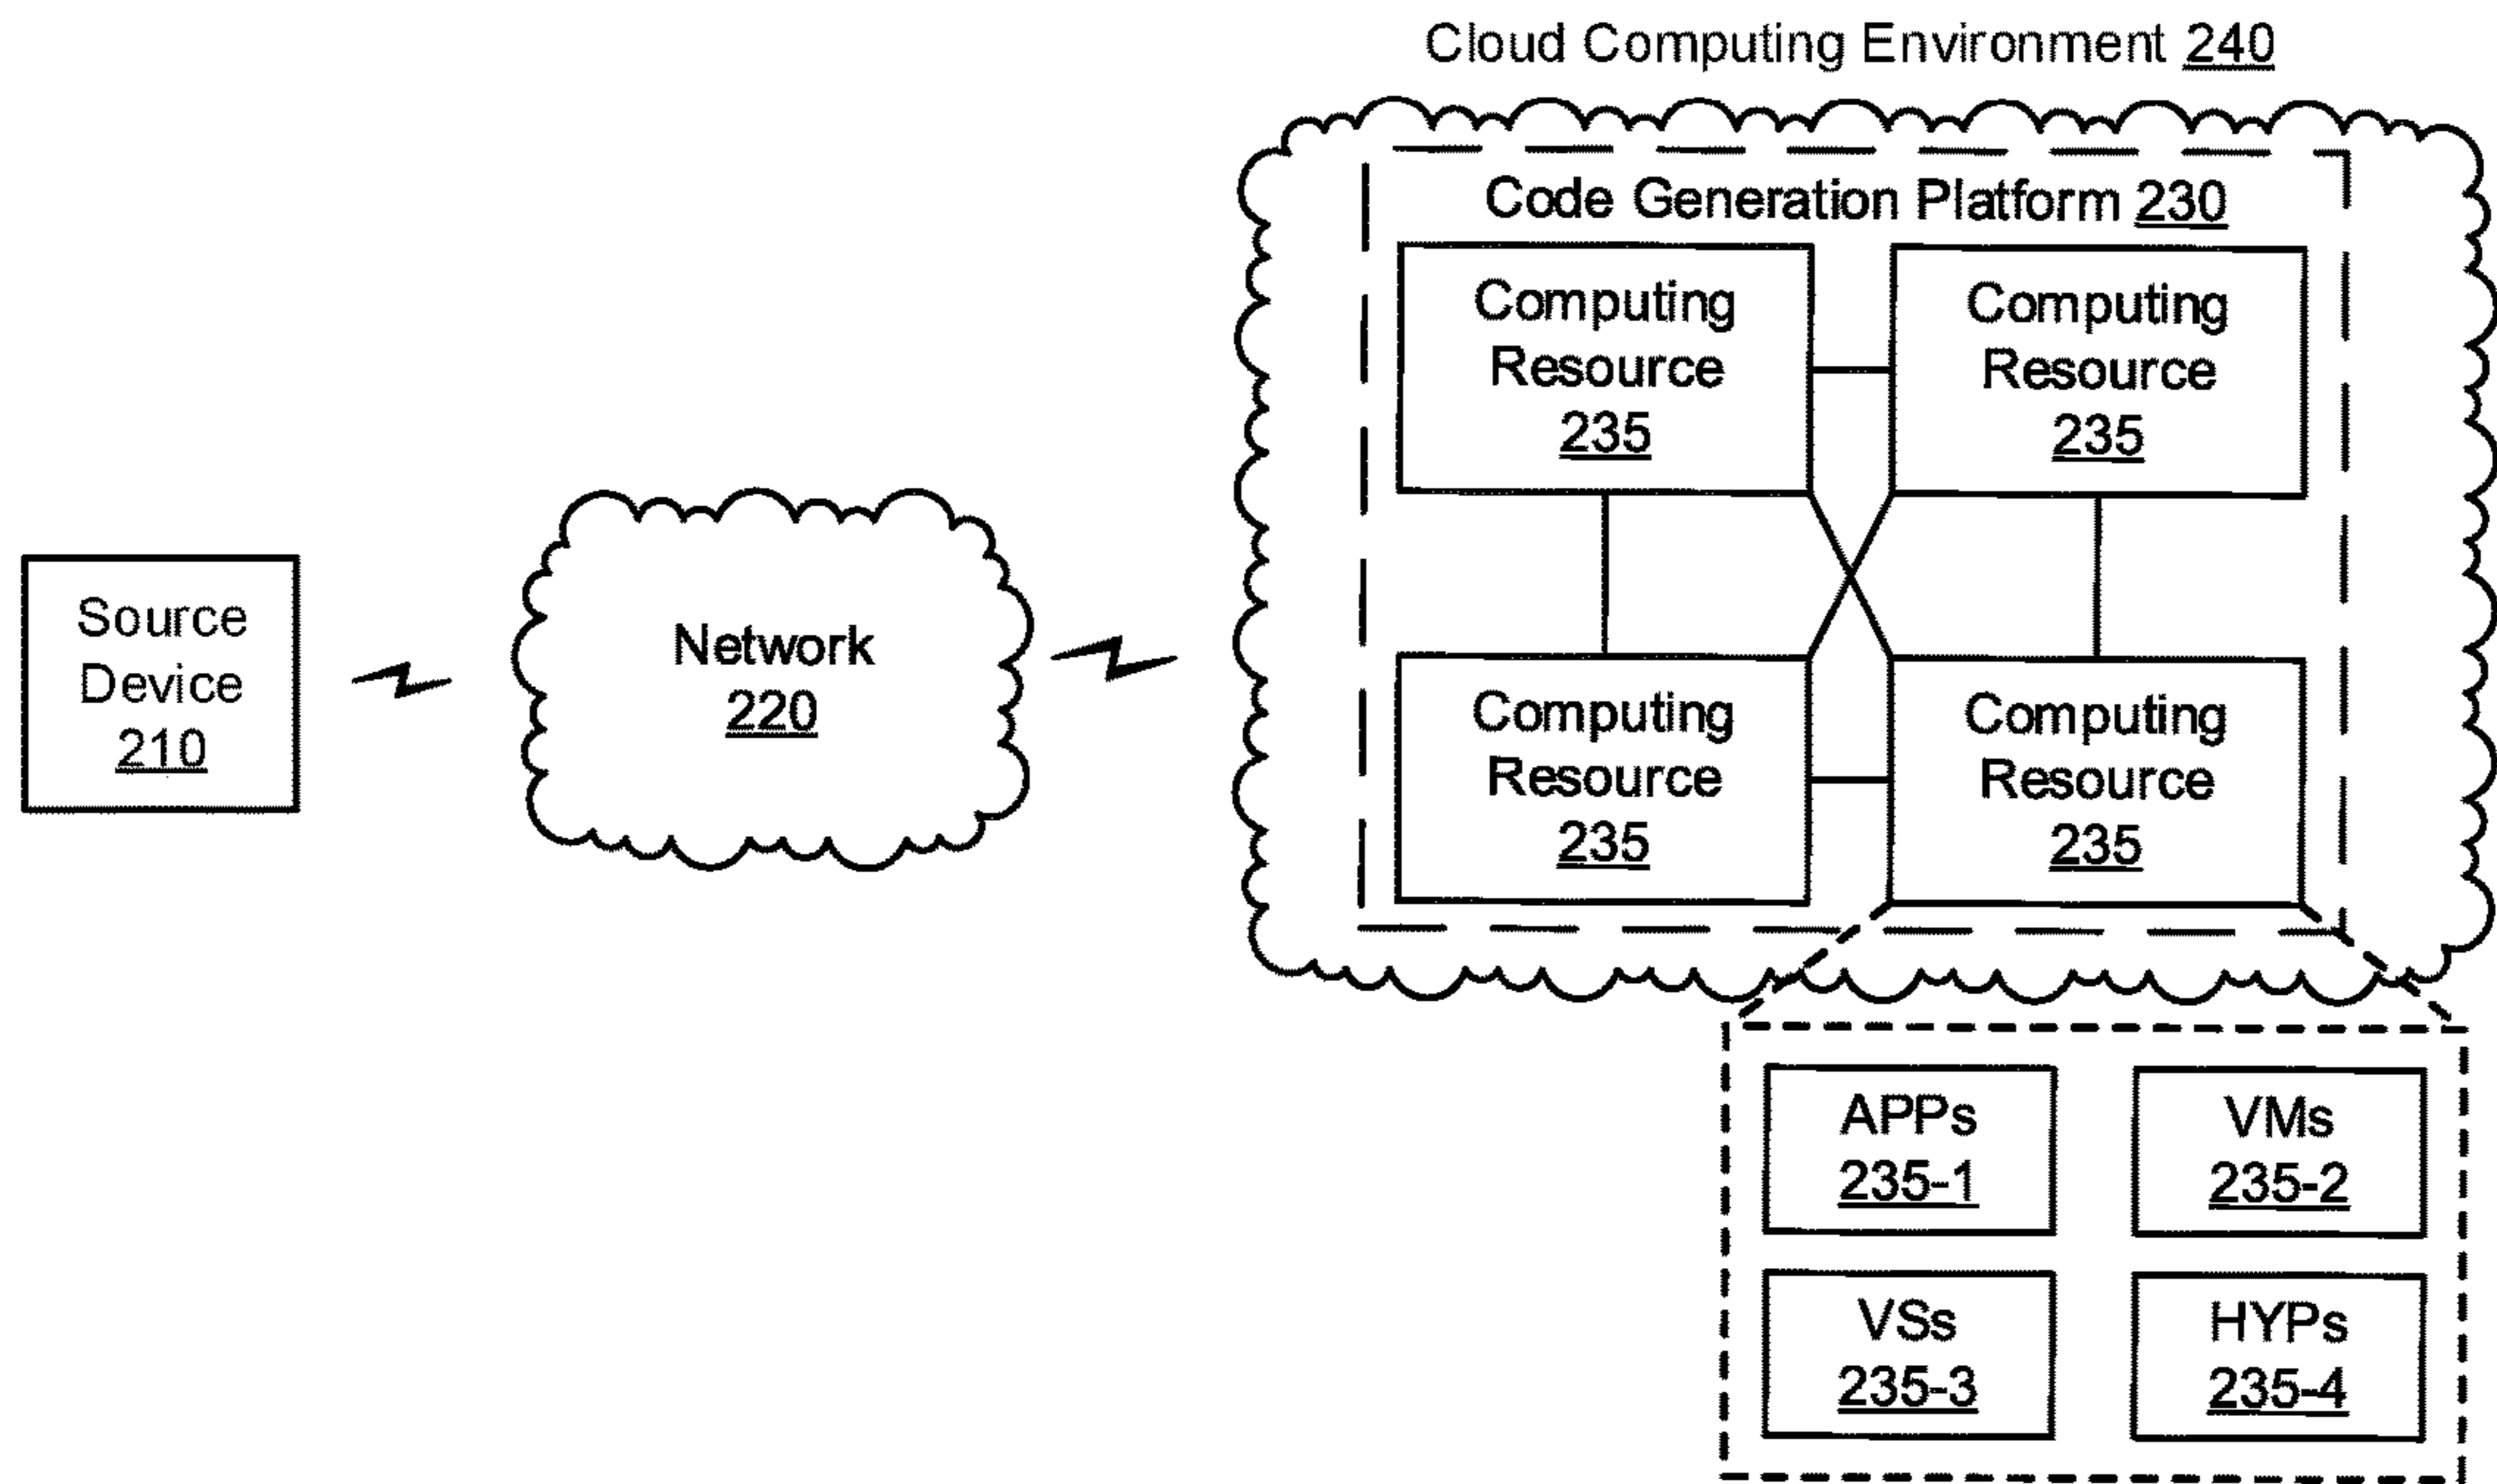 Cloud Computing Environment 240
Code Generation Platform 230
Computing
Resource
235
Computing
Resource
235
Source
Device
210
Network
220
Computing
Resource
235
Computing
Resource
235
APPs
235-1
VMs
235-2
VSs
235-3
HYPs
235-4